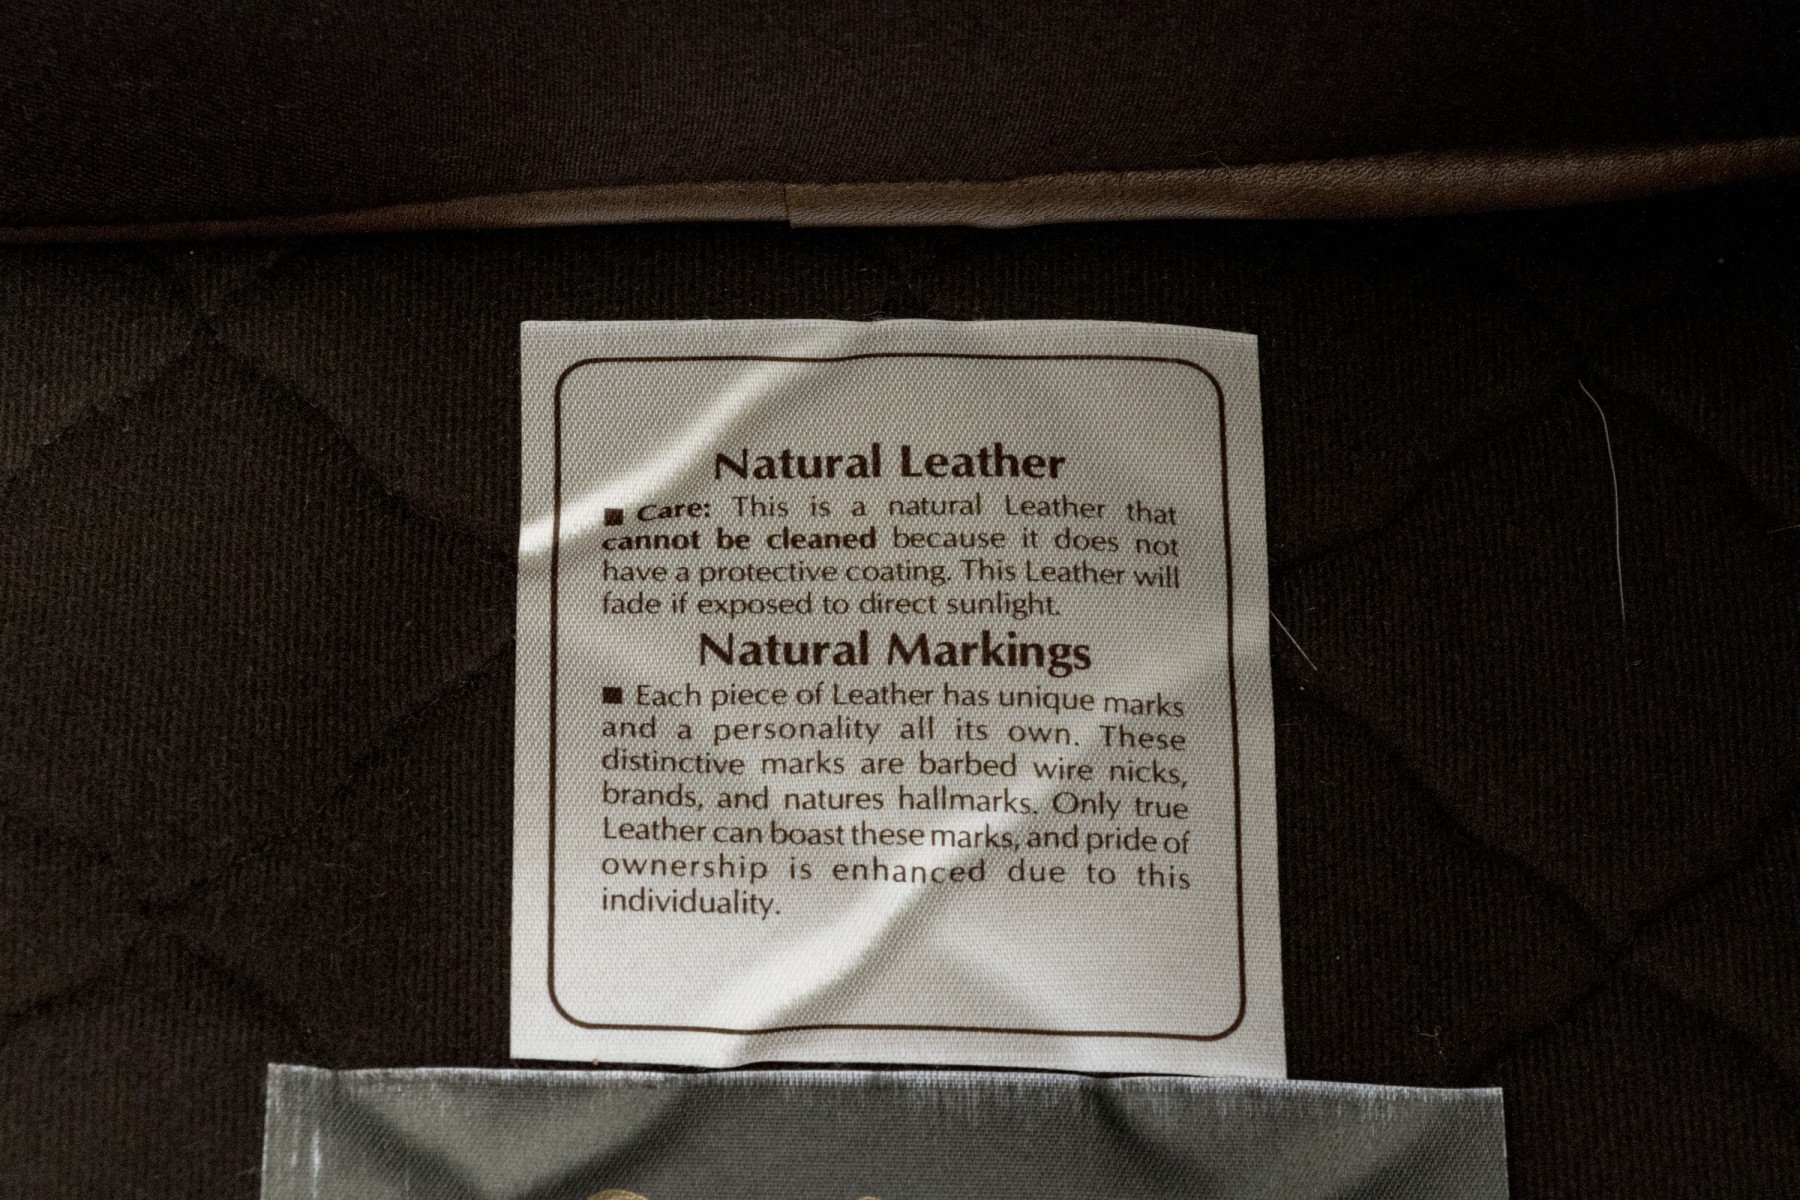 Natural Leather
■ Care: This is a natural Leather that
cannot be cleaned because it does not
have a protective coating. This Leather will
fade if exposed to direct sunlight.
Natural Markings
■ Each piece of Leather has unique marks
and a personality all its own. These
distinctive marks are barbed wire nicks,
brands, and natures hallmarks. Only true
Leather can boast these marks, and pride of
ownership is enhanced due to this
individuality.